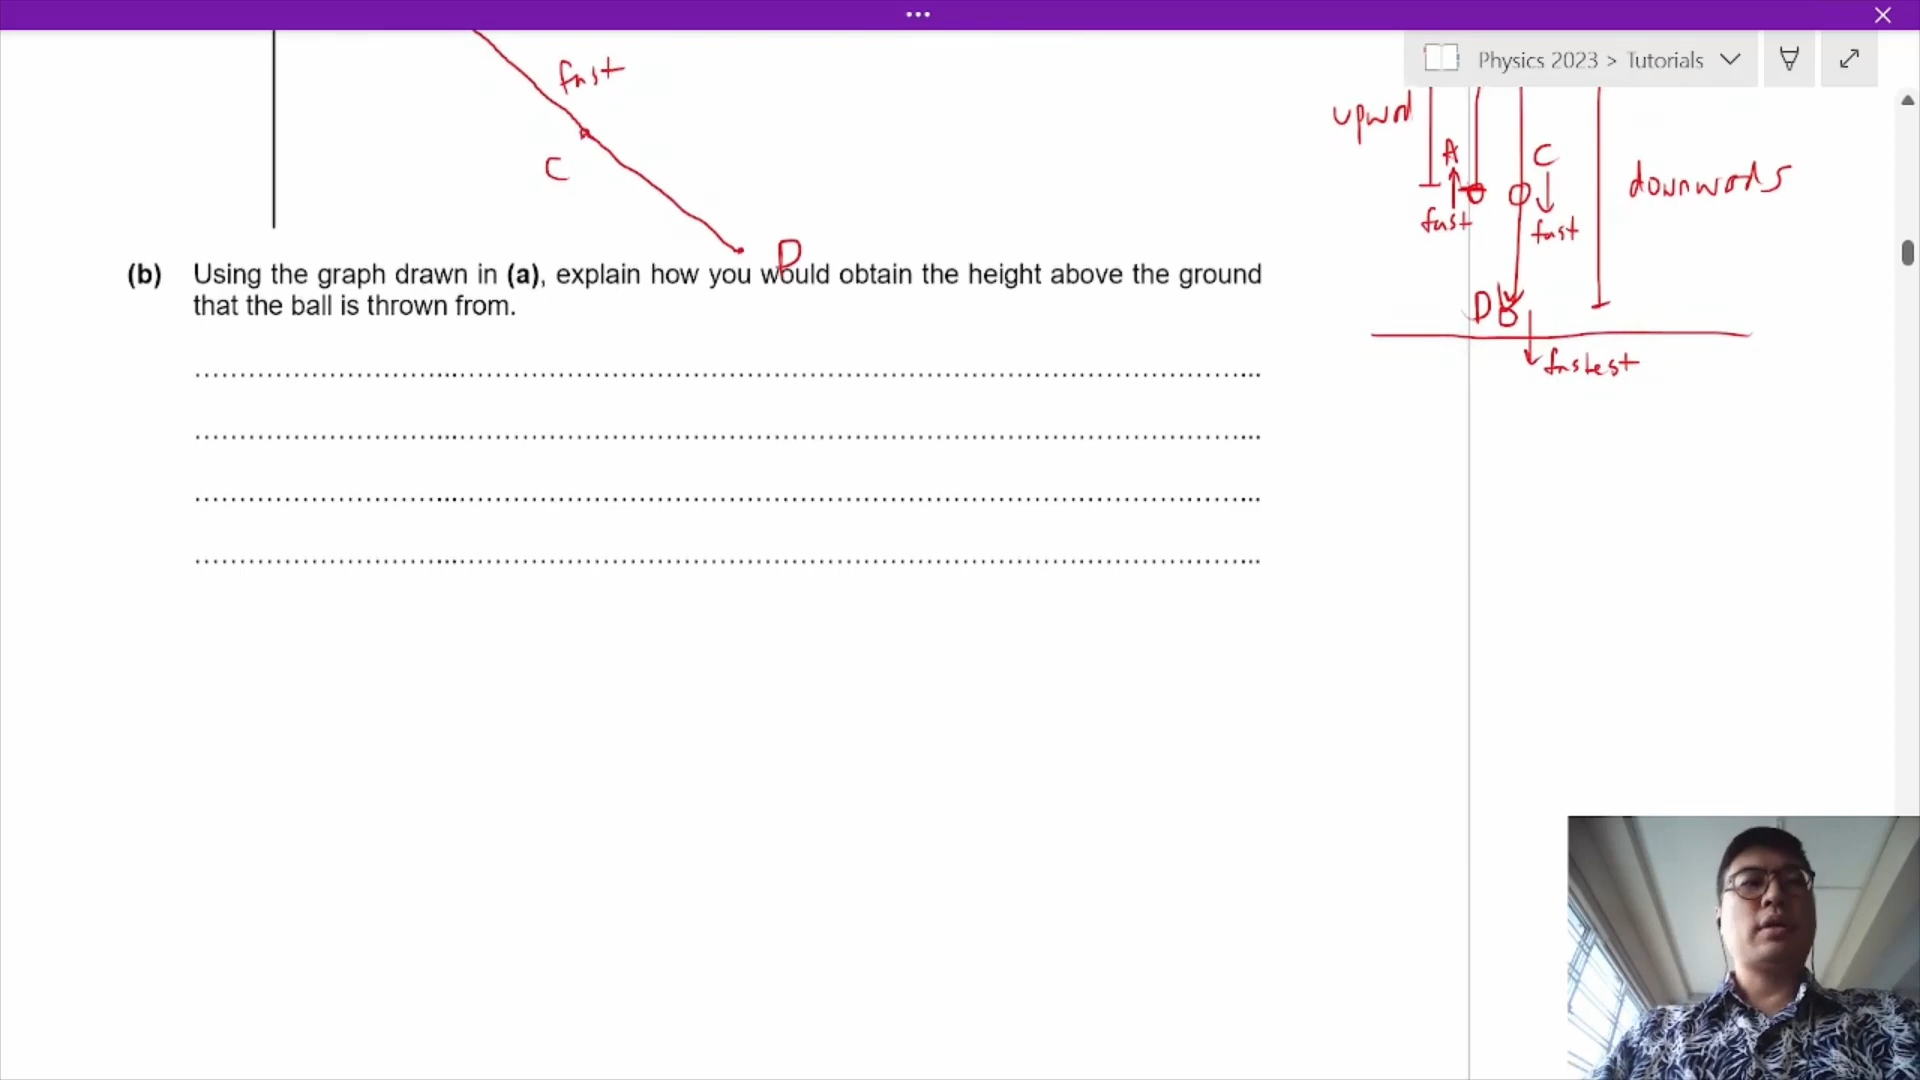 Physics 2023 > Tutorials
fast
C
D
(b) Using the graph drawn in (a), explain how you would obtain the height above the ground
that the ball is thrown from.
upwrd
A
fast
C
fast
downwards
D
fastest